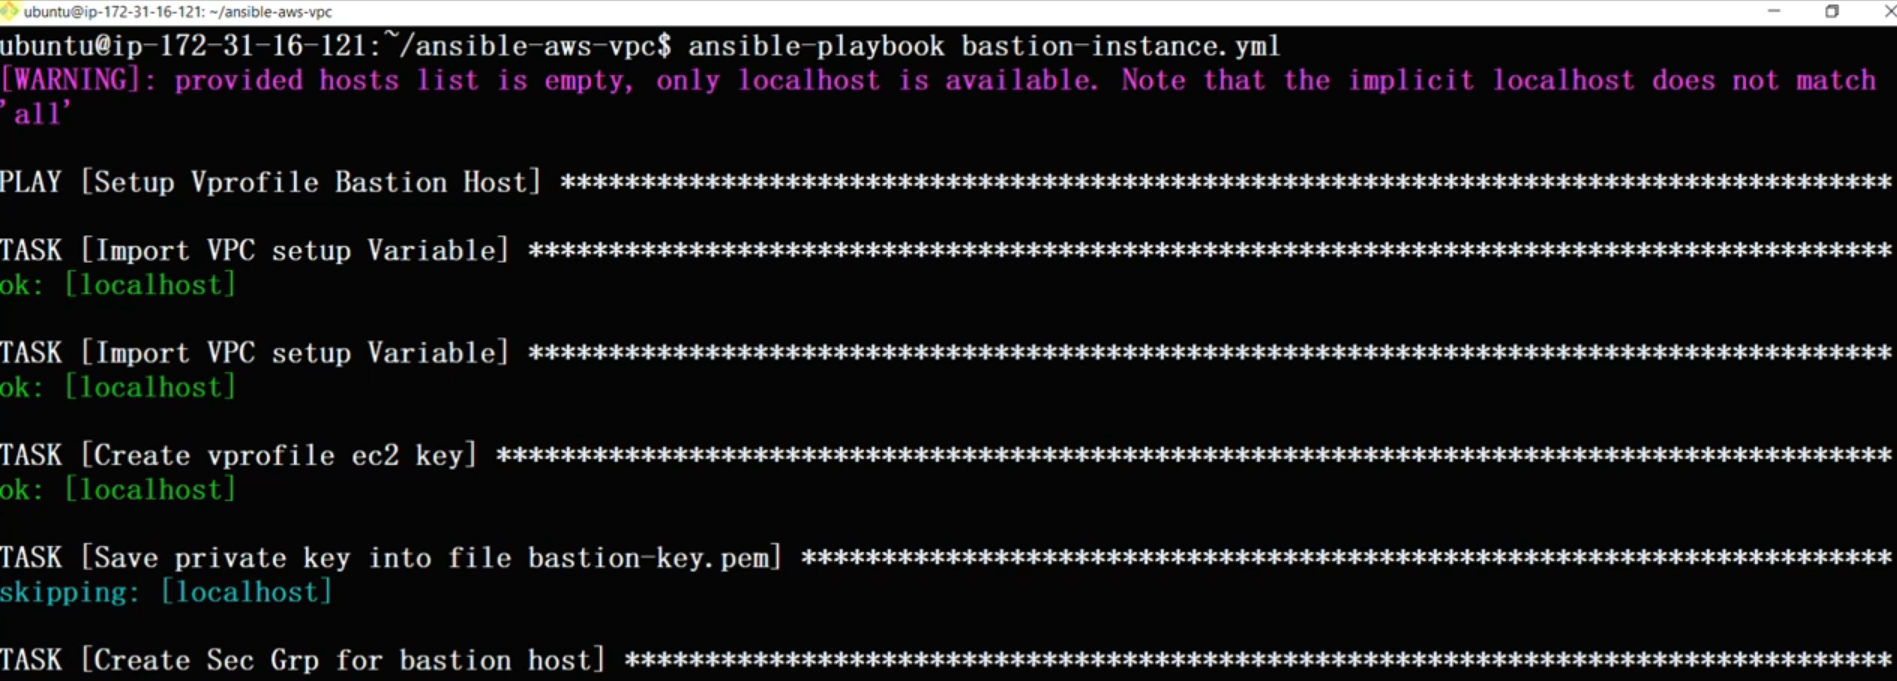 ubuntu@ip-172-31-16-121: ~/ansible-aws-vpc
ubuntu@ip-172-31-16-121:~/ansible-aws-vpc$ ansible-playbook bastion-instance.yml
[WARNING]: provided hosts list is empty, only localhost is available. Note that the implicit localhost does not match
'all'
PLAY [Setup Vprofile Bastion Host] ***********************************************************************************
TASK [Import VPC setup Variable] *************************************************************************************
ok: [localhost]
TASK [Import VPC setup Variable] *************************************************************************************
ok: [localhost]
TASK [Create vprofile ec2 key] ***************************************************************************************
ok: [localhost]
TASK [Save private key into file bastion-key.pem] ********************************************************************
skipping: [localhost]
TASK [Create Sec Grp for bastion host] *******************************************************************************